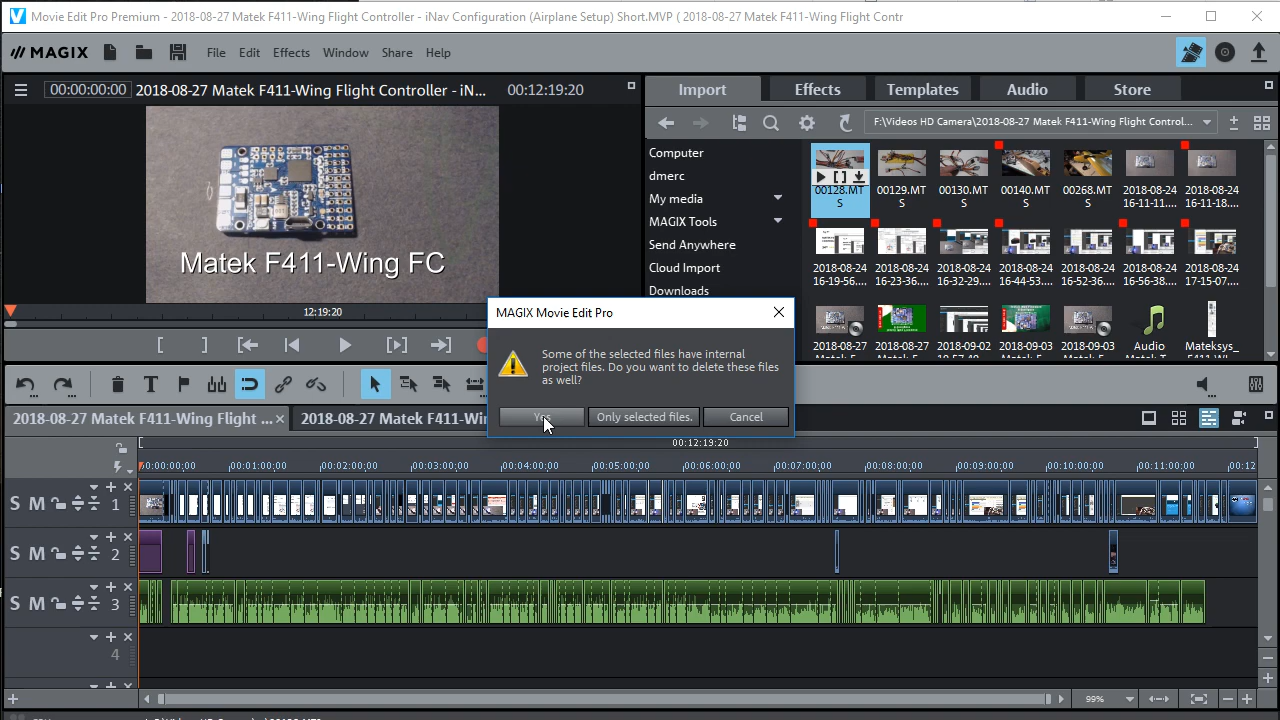 Movie Edit Pro Premium - 2018-08-27 Matek F411-Wing Flight Controller - iNav Configuration (Airplane Setup) Short.MVP ( 2018-08-27 Matek F411-Wing Flight Contr
MAGIX File Edit Effects Window Share Help
00:00:00:00 2018-08-27 Matek F411-Wing Flight Controller - iN... 00:12:19:20
Import Effects Templates Audio Store
F:\Videos HD Camera\2018-08-27 Matek F411-Wing Flight Control...
Computer
dmerc
My media
MAGIX Tools
Send Anywhere
Cloud Import
Downloads
00128.MT
S
00129.MT
S
00130.MT
S
00140.MT
S
00268.MT
S
2018-08-24
16-11-11....
2018-08-24
16-11-18....
2018-08-24
16-19-56....
2018-08-24
16-23-36....
2018-08-24
16-32-29....
2018-08-24
16-44-53....
2018-08-24
16-52-36....
2018-08-24
16-56-38....
2018-08-24
17-15-07....
2018-08-27
2018-08-27
2018-09-02
2018-09-03
2018-09-03
Audio
Mateksys_
Matek F411-Wing FC
12:19:20
MAGIX Movie Edit Pro
Some of the selected files have internal
project files. Do you want to delete these files
as well?
Yes Only selected files. Cancel
2018-08-27 Matek F411-Wing Flight ... × 2018-08-27 Matek F411-Win
00:12:19:20
00:00:00:00 00:01:00:00 00:02:00:00 00:03:00:00 00:04:00:00 00:05:00:00 00:06:00:00 00:07:00:00 00:08:00:00 00:09:00:00 00:10:00:00 00:11:00:00 00:12
S M 1
S M 2
S M 3
4
99%